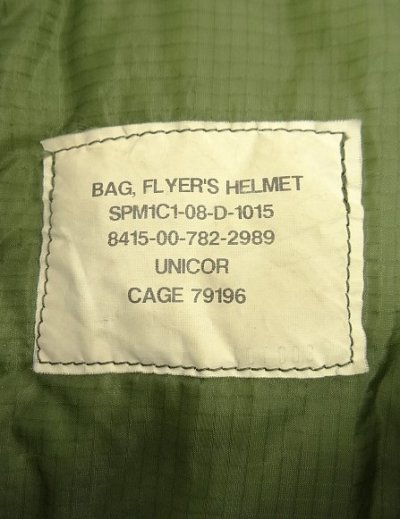 BAG, FLYER'S HELMET
SPM1C1-08-D-1015
8415-00-782-2989
UNICOR
CAGE 79196